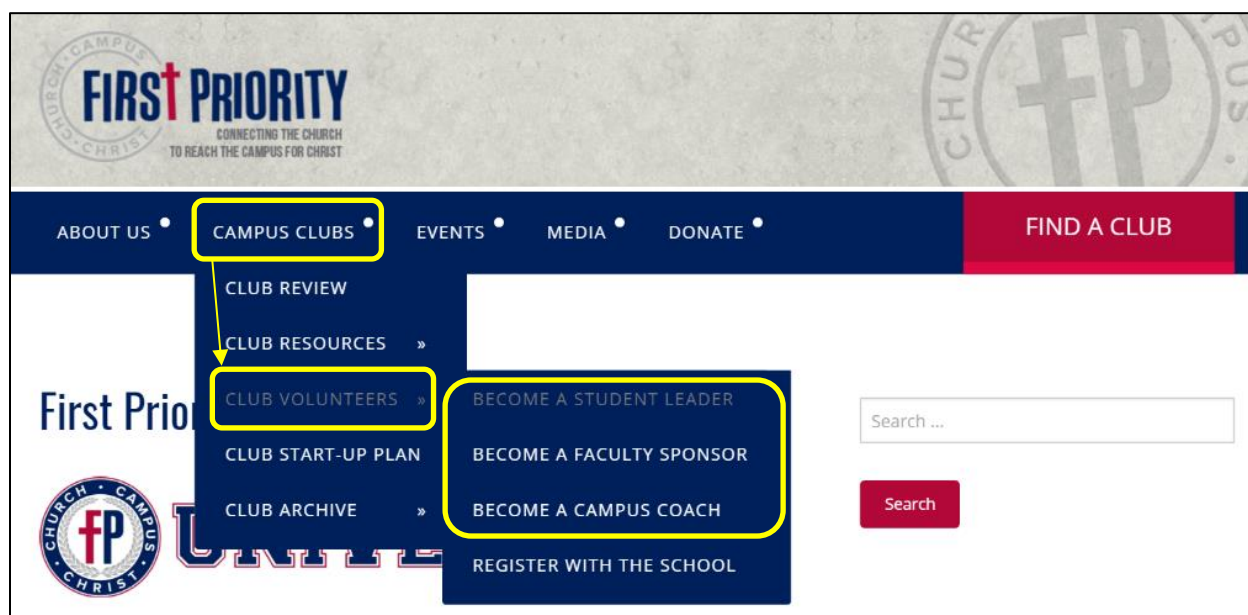 CHURCH · CAMPUS · CHRIST
FIRST PRIORITY
CONNECTING THE CHURCH
TO REACH THE CAMPUS FOR CHRIST
FP
ABOUT US CAMPUS CLUBS EVENTS MEDIA DONATE FIND A CLUB
CLUB REVIEW
CLUB RESOURCES »
First Prior
CLUB VOLUNTEERS » BECOME A STUDENT LEADER
Search ...
CLUB START-UP PLAN BECOME A FACULTY SPONSOR
CLUB ARCHIVE » BECOME A CAMPUS COACH
Search
CHURCH · CAMPUS · CHRIST
FP
REGISTER WITH THE SCHOOL